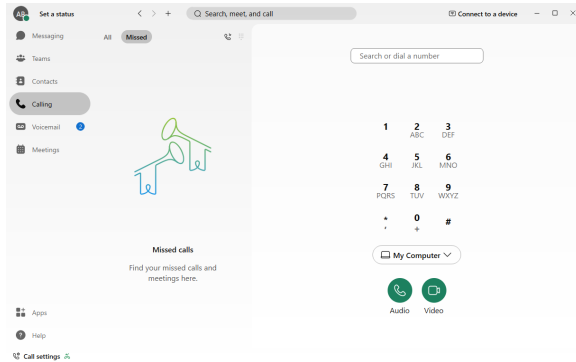 AB
Set a status
Search, meet, and call
Connect to a device
Messaging
Teams
Contacts
Calling
Voicemail 2
Meetings
Apps
Help
Call settings
All Missed
Missed calls
Find your missed calls and
meetings here.
Search or dial a number
1 2 3
ABC DEF
4 5 6
GHI JKL MNO
7 8 9
PQRS TUV WXYZ
* 0 #
, +
My Computer
Audio Video